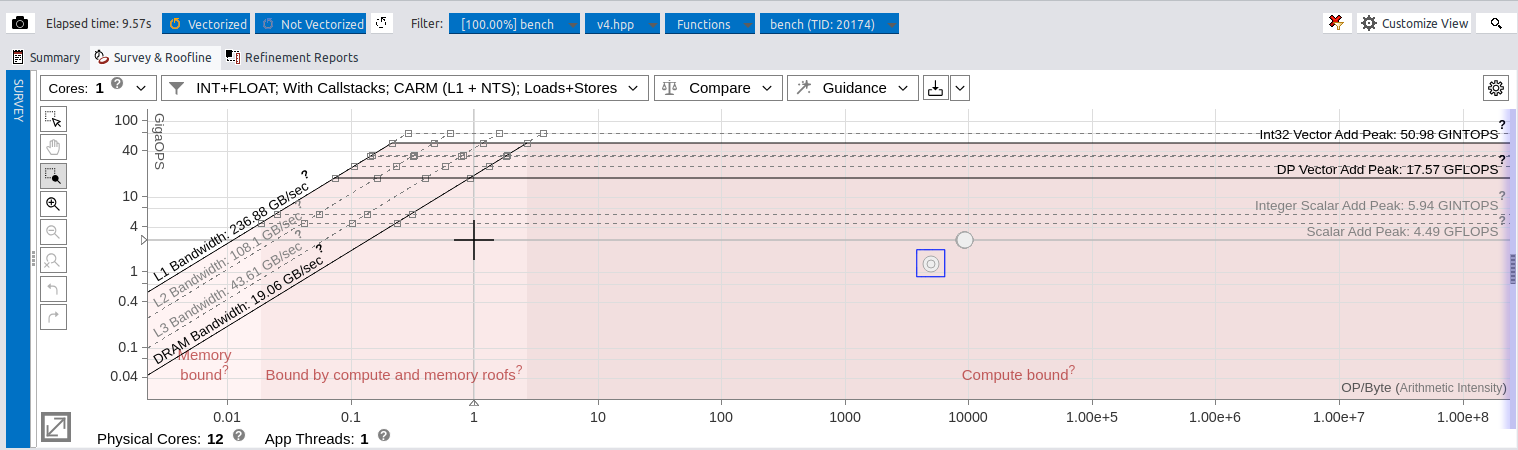 Elapsed time: 9.57s Vectorized Not Vectorized Filter: [100.00%] bench v4.hpp Functions bench (TID: 20174) Customize View
Summary Survey & Roofline Refinement Reports
SURVEY
Cores: 1 ? INT+FLOAT; With Callstacks; CARM (L1 + NTS); Loads+Stores Compare Guidance
GigaOPS
100
40
10
4
1
0.4
0.1
0.04
L1 Bandwidth: 236.88 GB/sec ?
L2 Bandwidth: 108.1 GB/sec ?
L3 Bandwidth: 43.61 GB/sec ?
DRAM Bandwidth: 19.06 GB/sec ?
Int32 Vector Add Peak: 50.98 GINTOPS ?
DP Vector Add Peak: 17.57 GFLOPS ?
Integer Scalar Add Peak: 5.94 GINTOPS ?
Scalar Add Peak: 4.49 GFLOPS ?
Memory
bound?
Bound by compute and memory roofs?
Compute bound?
OP/Byte (Arithmetic Intensity)
0.01 0.1 1 10 100 1000 10000 1.00e+5 1.00e+6 1.00e+7 1.00e+8
Physical Cores: 12 ? App Threads: 1 ?